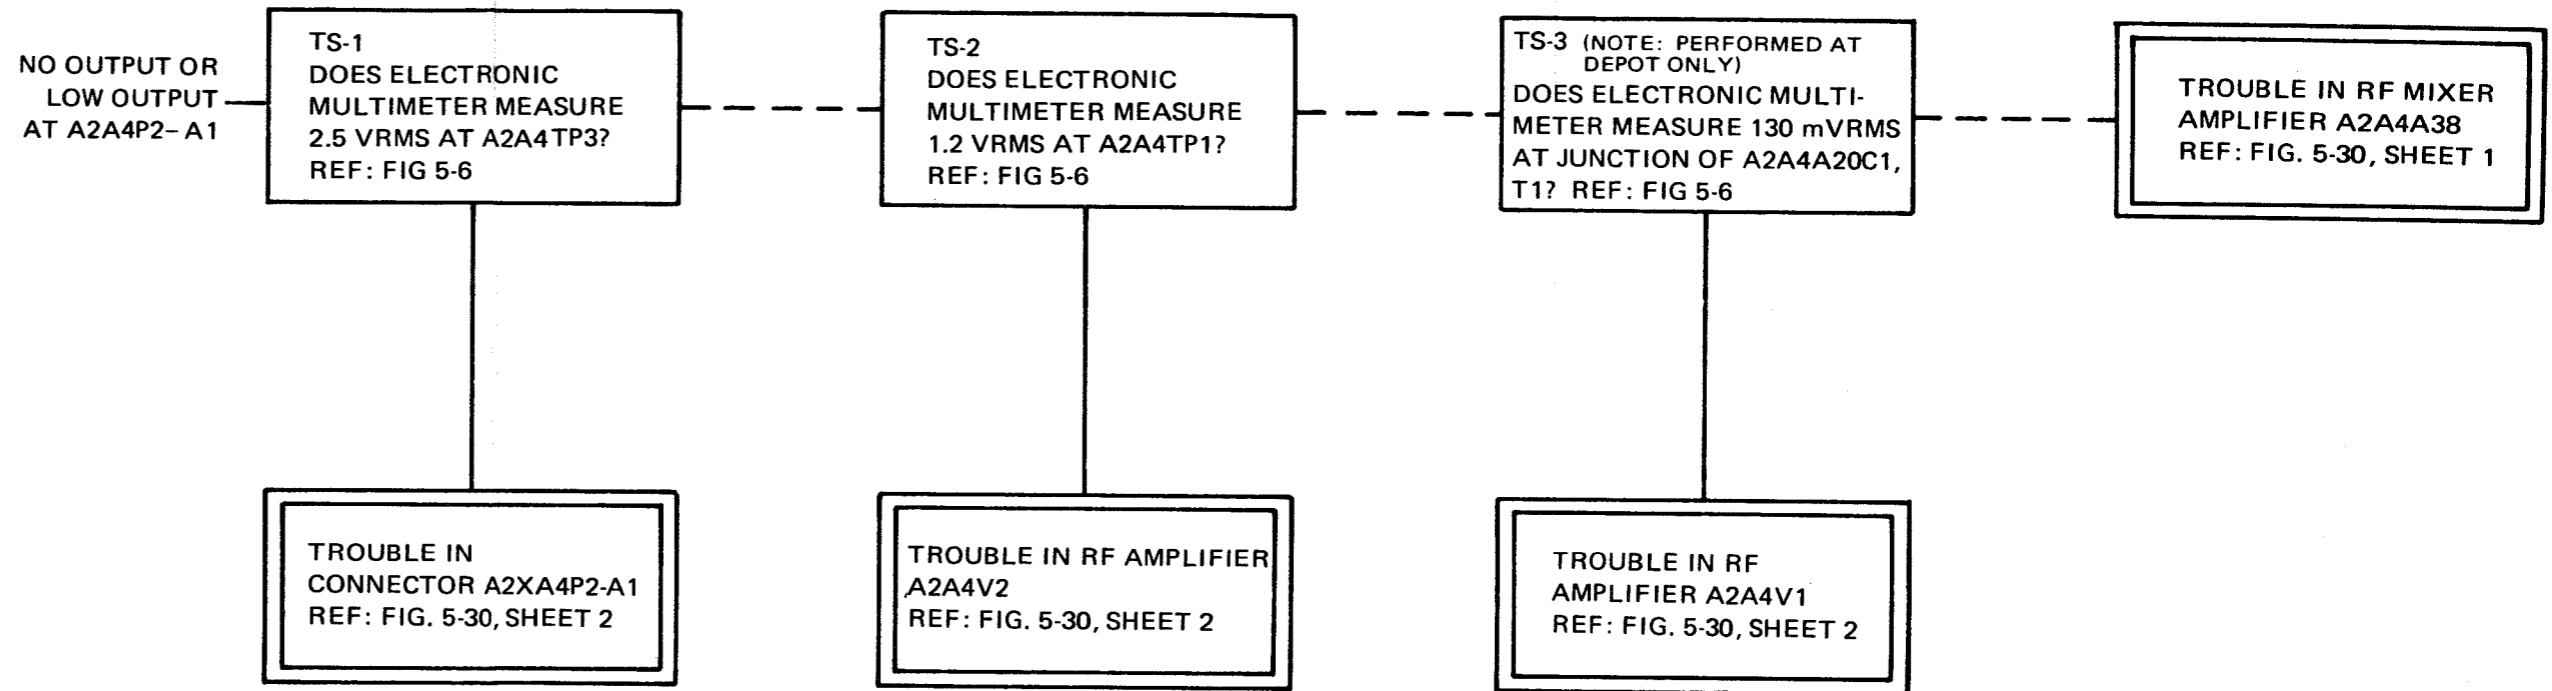 NO OUTPUT OR
LOW OUTPUT
AT A2A4P2-A1
TS-1
DOES ELECTRONIC
MULTIMETER MEASURE
2.5 VRMS AT A2A4TP3?
REF: FIG 5-6
TS-2
DOES ELECTRONIC
MULTIMETER MEASURE
1.2 VRMS AT A2A4TP1?
REF: FIG 5-6
TS-3 (NOTE: PERFORMED AT
DEPOT ONLY)
DOES ELECTRONIC MULTI-
METER MEASURE 130 mVRMS
AT JUNCTION OF A2A4A20C1,
T1? REF: FIG 5-6
TROUBLE IN RF MIXER
AMPLIFIER A2A4A38
REF: FIG. 5-30, SHEET 1
TROUBLE IN
CONNECTOR A2XA4P2-A1
REF: FIG. 5-30, SHEET 2
TROUBLE IN RF AMPLIFIER
A2A4V2
REF: FIG. 5-30, SHEET 2
TROUBLE IN RF
AMPLIFIER A2A4V1
REF: FIG. 5-30, SHEET 2